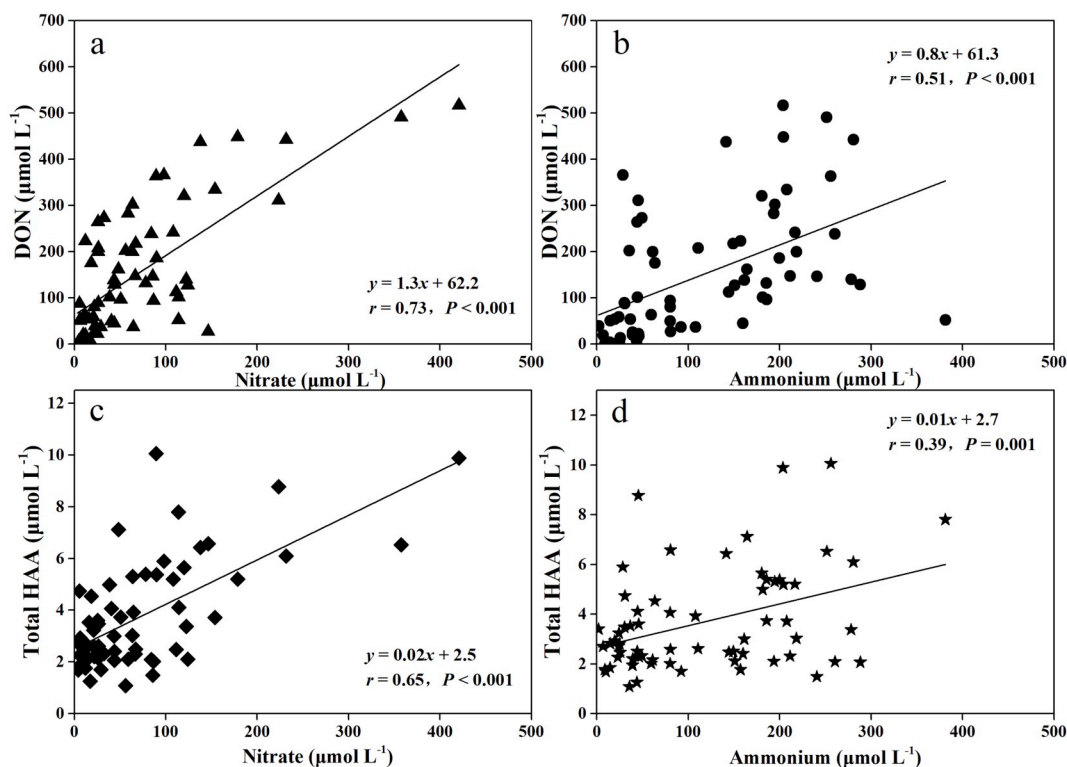 a
700
600
500
400
300
200
100
0
DON (μmol L⁻¹)
y = 1.3x + 62.2
r = 0.73, P < 0.001
0 100 200 300 400 500
Nitrate (μmol L⁻¹)
b
700
600
500
400
300
200
100
0
DON (μmol L⁻¹)
y = 0.8x + 61.3
r = 0.51, P < 0.001
0 100 200 300 400 500
Ammonium (μmol L⁻¹)
c
12
10
8
6
4
2
0
Total HAA (μmol L⁻¹)
y = 0.02x + 2.5
r = 0.65, P < 0.001
0 100 200 300 400 500
Nitrate (μmol L⁻¹)
d
12
10
8
6
4
2
0
Total HAA (μmol L⁻¹)
y = 0.01x + 2.7
r = 0.39, P = 0.001
0 100 200 300 400 500
Ammonium (μmol L⁻¹)